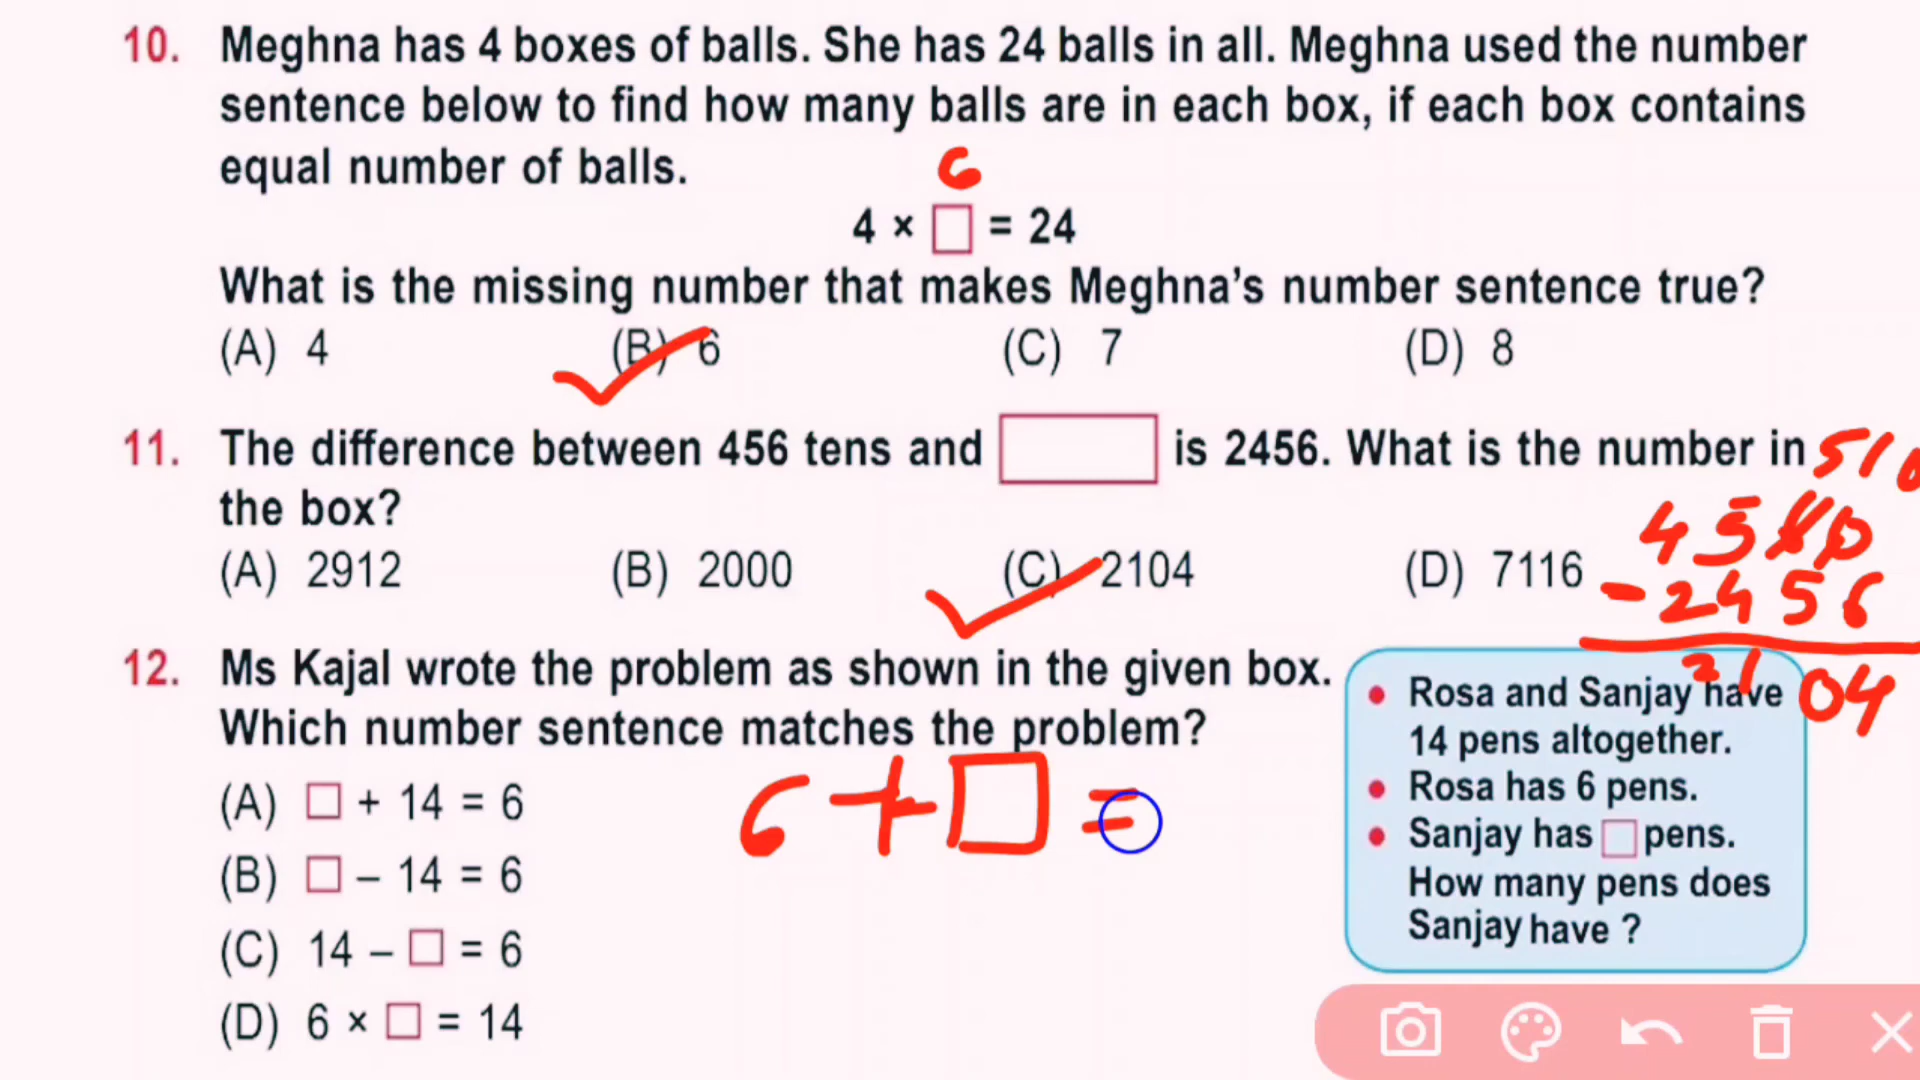 10. Meghna has 4 boxes of balls. She has 24 balls in all. Meghna used the number
sentence below to find how many balls are in each box, if each box contains
equal number of balls.
6
4 × □ = 24
What is the missing number that makes Meghna's number sentence true?
(A) 4 (B) 6 (C) 7 (D) 8
11. The difference between 456 tens and □ is 2456. What is the number in
the box?
(A) 2912 (B) 2000 (C) 2104 (D) 7116
510
4560
- 2456
2104
12. Ms Kajal wrote the problem as shown in the given box.
Which number sentence matches the problem?
(A) □ + 14 = 6
(B) □ – 14 = 6
(C) 14 – □ = 6
(D) 6 × □ = 14
6 + □ =
• Rosa and Sanjay have
14 pens altogether.
• Rosa has 6 pens.
• Sanjay has □ pens.
How many pens does
Sanjay have ?